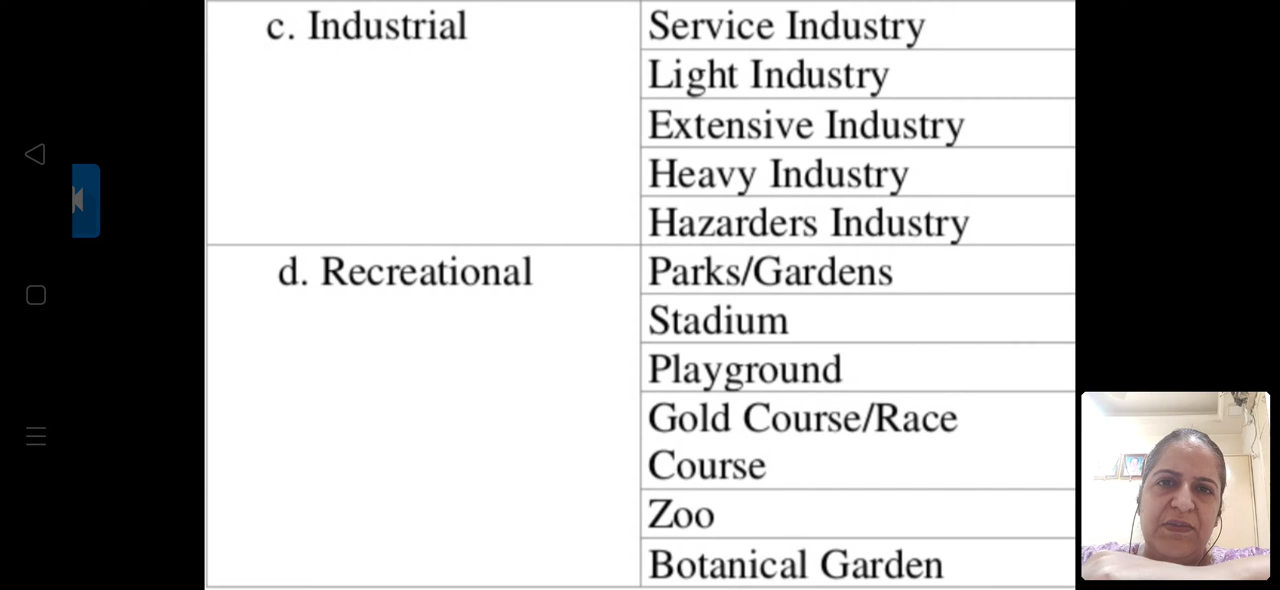 c. Industrial
Service Industry
Light Industry
Extensive Industry
Heavy Industry
Hazarders Industry
d. Recreational
Parks/Gardens
Stadium
Playground
Gold Course/Race
Course
Zoo
Botanical Garden